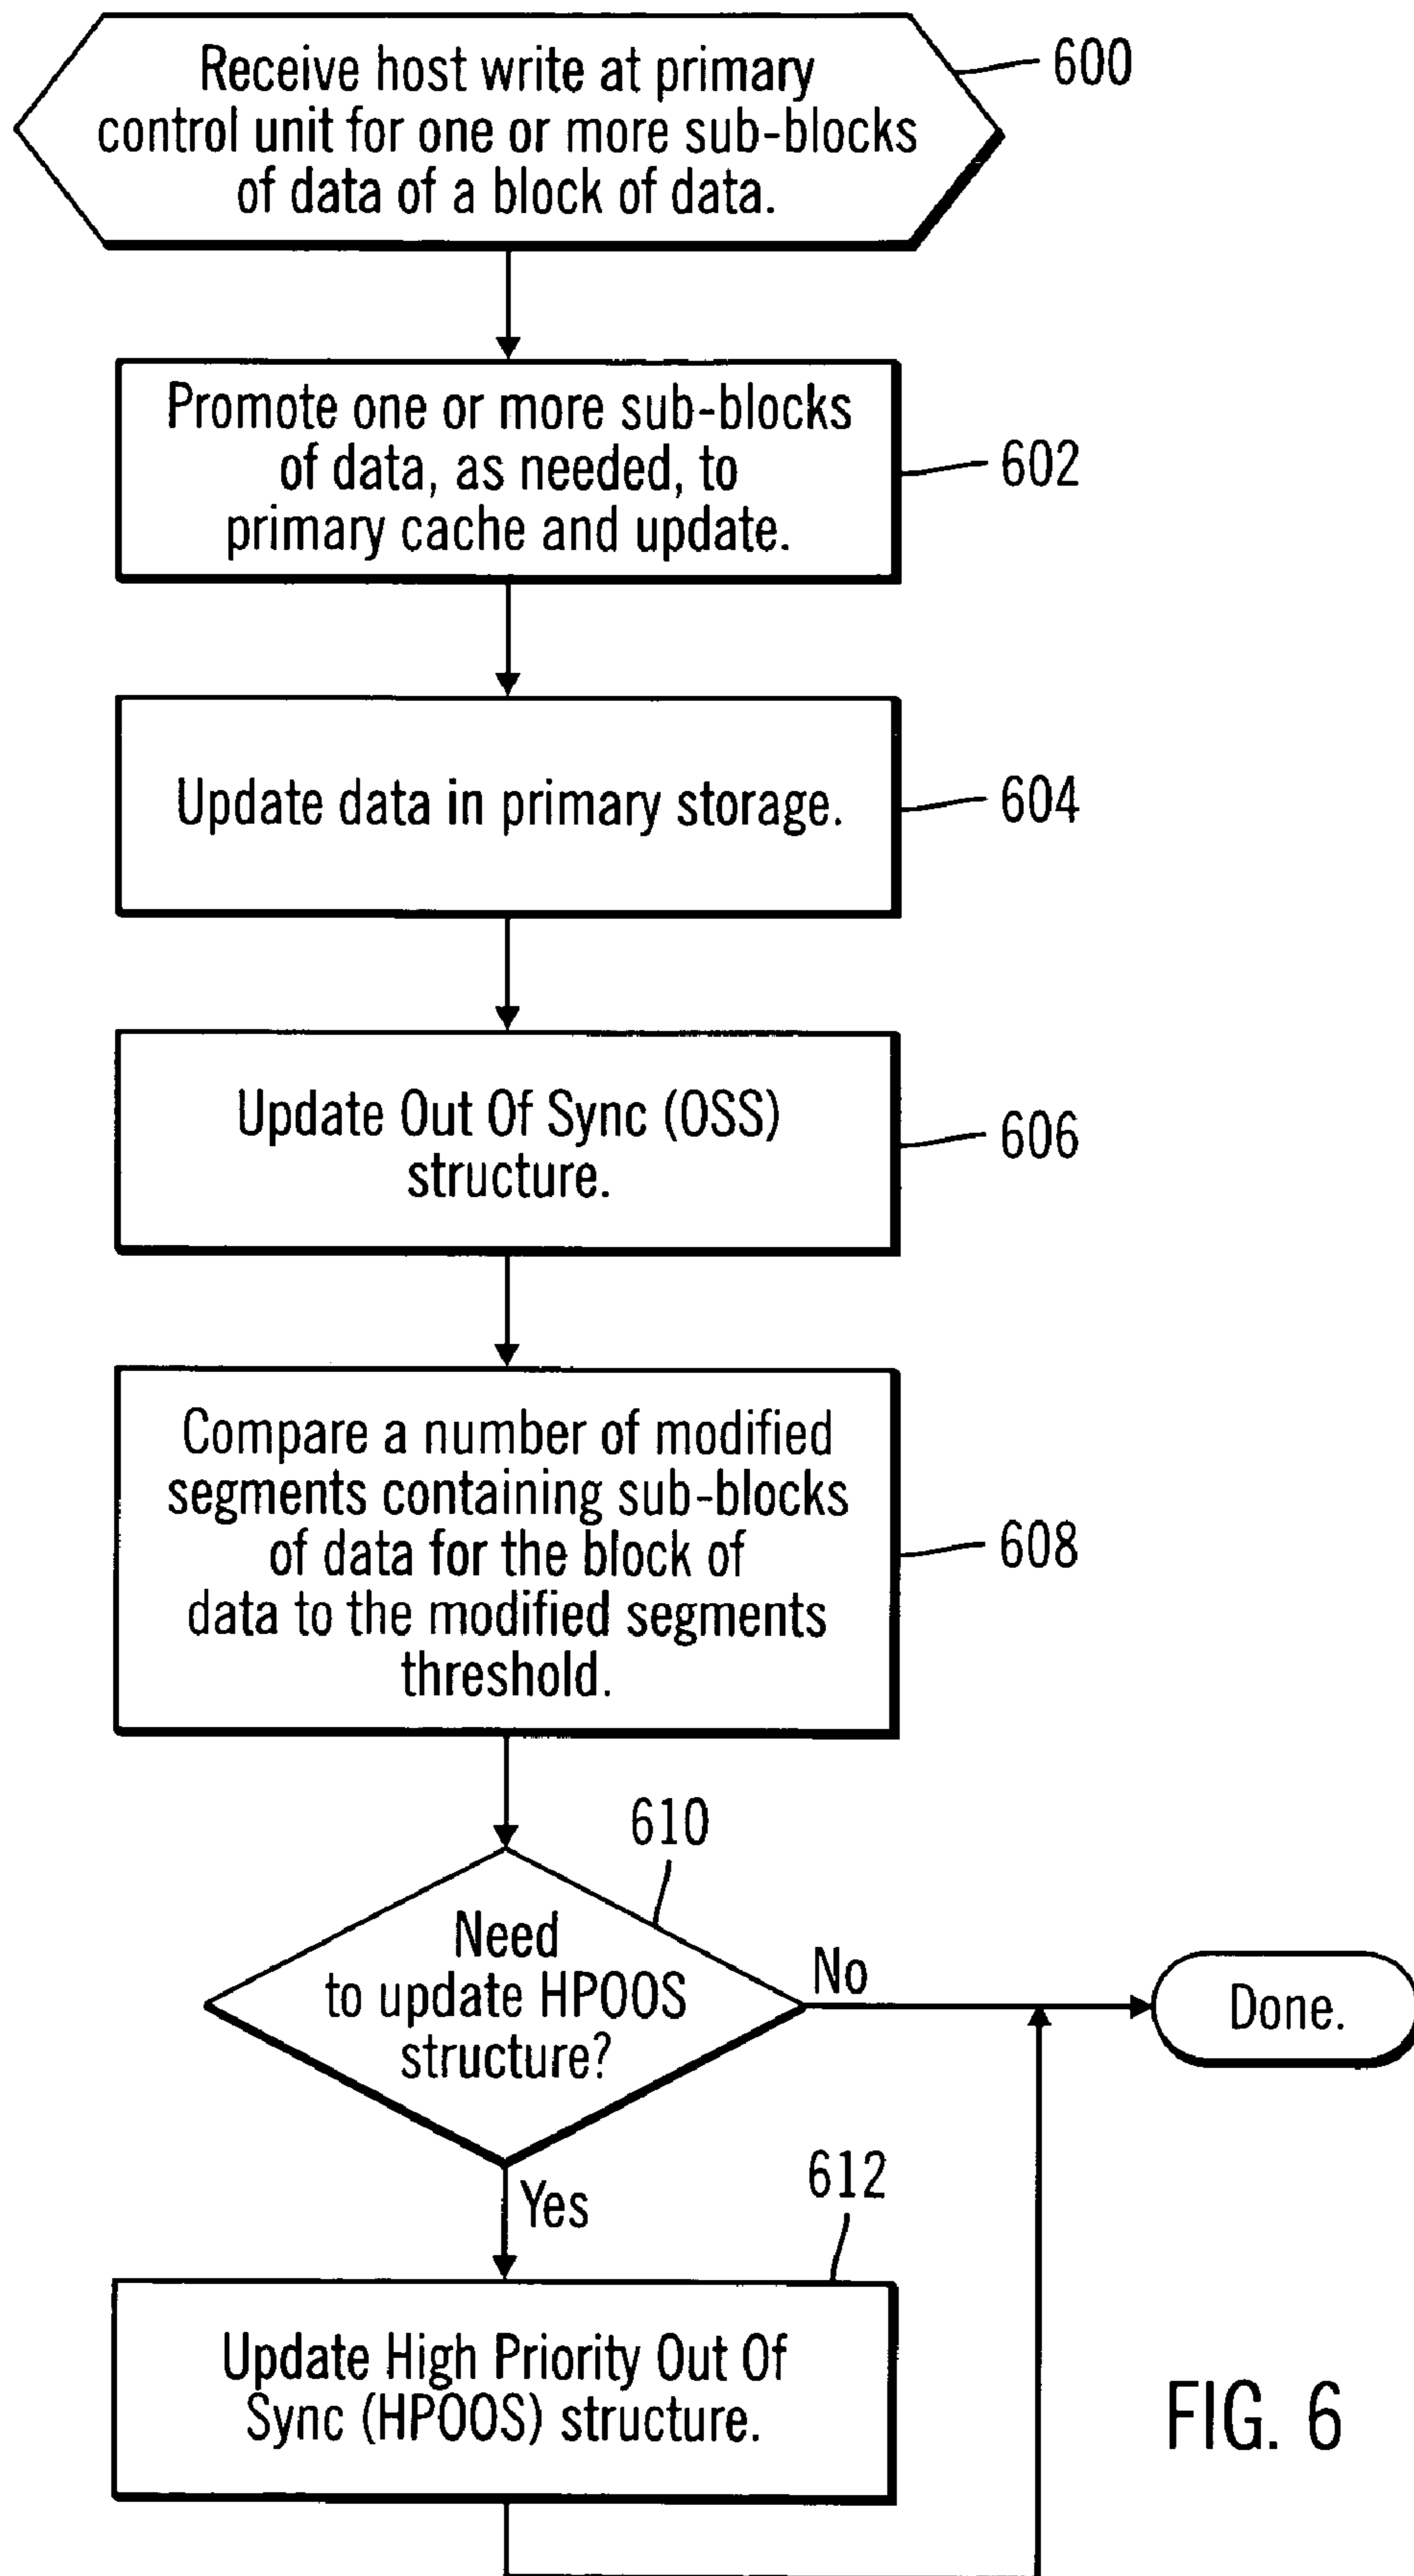 Receive host write at primary
control unit for one or more sub-blocks
of data of a block of data.
600
Promote one or more sub-blocks
of data, as needed, to
primary cache and update.
602
Update data in primary storage.
604
Update Out Of Sync (OSS)
structure.
606
Compare a number of modified
segments containing sub-blocks
of data for the block of
data to the modified segments
threshold.
608
610
Need
to update HPOOS
structure?
No
Done.
Yes
612
Update High Priority Out Of
Sync (HPOOS) structure.
FIG. 6